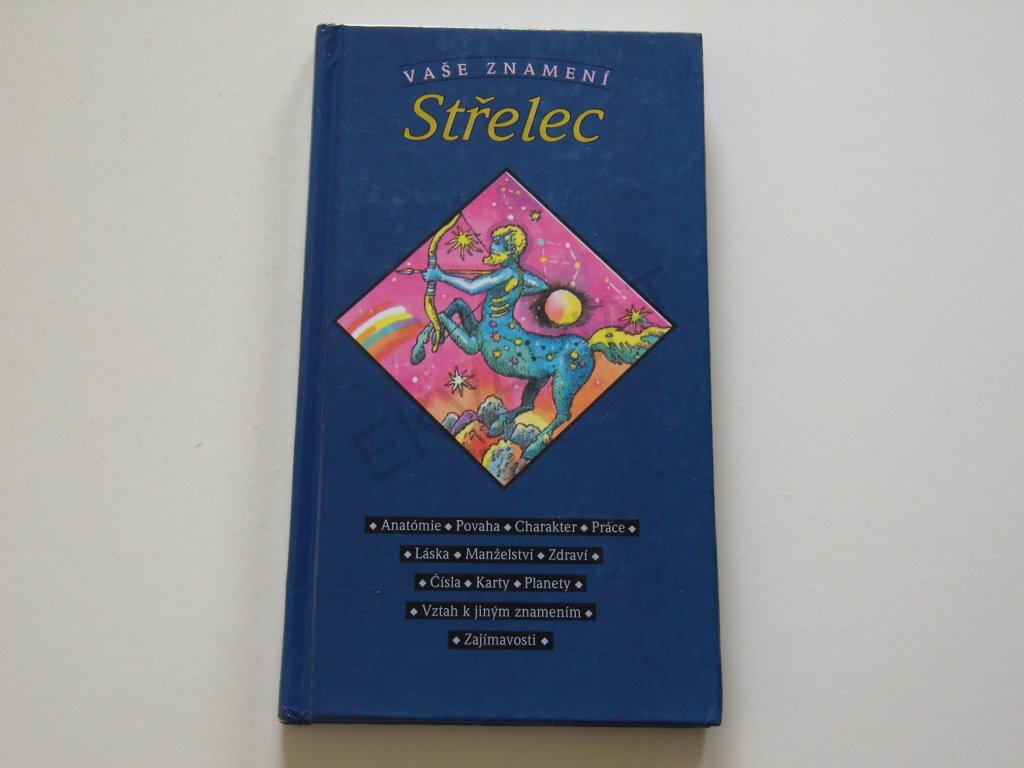 VAŠE ZNAMENÍ
Střelec
◆ Anatómie ◆ Povaha ◆ Charakter ◆ Práce ◆
◆ Láska ◆ Manželství ◆ Zdraví ◆
◆ Čísla ◆ Karty ◆ Planety ◆
◆ Vztah k jiným znamením ◆
◆ Zajímavosti ◆